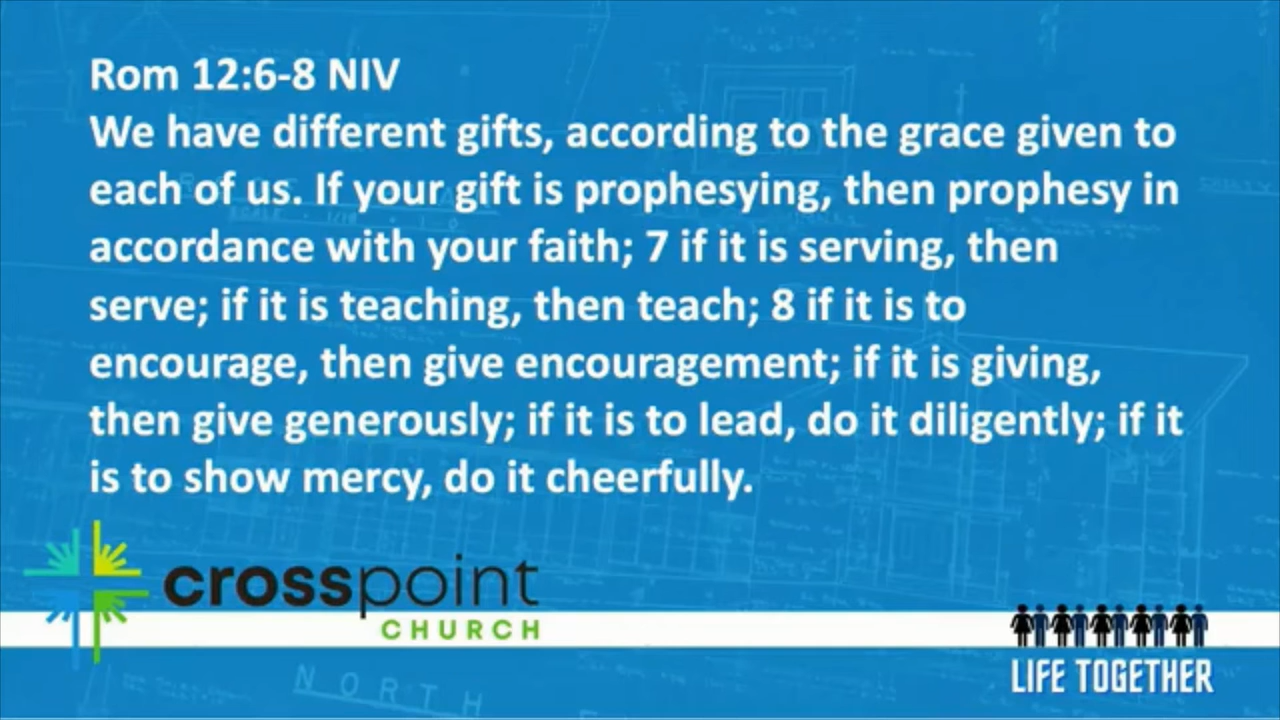 Rom 12:6-8 NIV
We have different gifts, according to the grace given to
each of us. If your gift is prophesying, then prophesy in
accordance with your faith; 7 if it is serving, then
serve; if it is teaching, then teach; 8 if it is to
encourage, then give encouragement; if it is giving,
then give generously; if it is to lead, do it diligently; if it
is to show mercy, do it cheerfully.
crosspoint
CHURCH
LIFE TOGETHER
NORTH